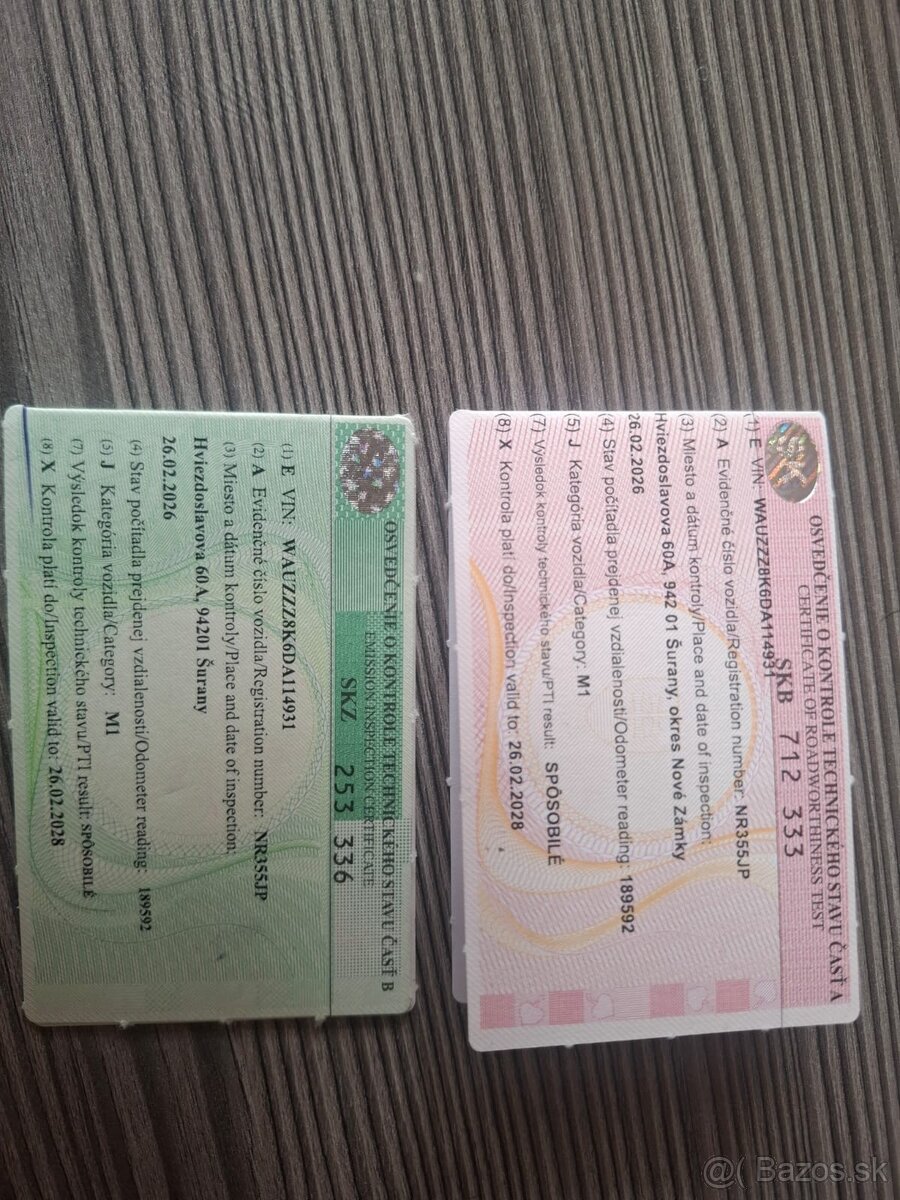 OSVEDČENIE O KONTROLE TECHNICKÉHO STAVU ČASŤ A
CERTIFICATE OF ROADWORTHINESS TEST
SKB 712 333
(1) E VIN: WAUZZZ8K6DA114931
(2) A Evidenčné číslo vozidla/Registration number: NR355JP
(3) Miesto a dátum kontroly/Place and date of inspection:
Hviezdoslavova 60A, 942 01 Šurany, okres Nové Zámky
26.02.2026
(4) Stav počítadla prejdenej vzdialenosti/Odometer reading: 189592
(5) J Kategória vozidla/Category: M1
(7) Výsledok kontroly technického stavu/PTI result: SPÔSOBILÉ
(8) X Kontrola platí do/Inspection valid to: 26.02.2028
OSVEDČENIE O KONTROLE TECHNICKÉHO STAVU ČASŤ B
EMISSION INSPECTION CERTIFICATE
SKZ 253 336
(1) E VIN: WAUZZZ8K6DA114931
(2) A Evidenčné číslo vozidla/Registration number: NR355JP
(3) Miesto a dátum kontroly/Place and date of inspection:
Hviezdoslavova 60A, 94201 Šurany
26.02.2026
(4) Stav počítadla prejdenej vzdialenosti/Odometer reading: 189592
(5) J Kategória vozidla/Category: M1
(7) Výsledok kontroly technického stavu/PTI result: SPÔSOBILÉ
(8) X Kontrola platí do/Inspection valid to: 26.02.2028
@( Bazos.sk